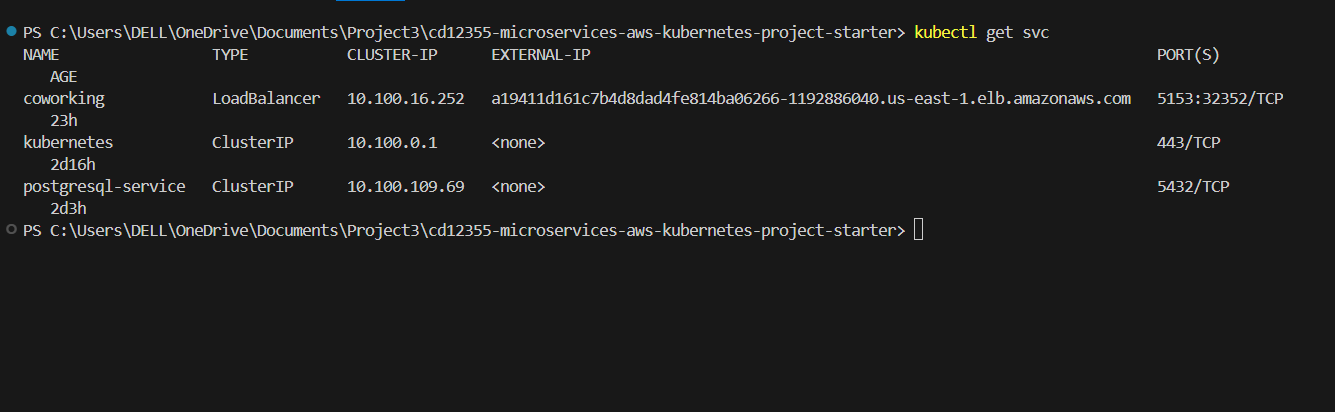 PS C:\Users\DELL\OneDrive\Documents\Project3\cd12355-microservices-aws-kubernetes-project-starter> kubectl get svc
NAME TYPE CLUSTER-IP EXTERNAL-IP PORT(S)
AGE
coworking LoadBalancer 10.100.16.252 a19411d161c7b4d8dad4fe814ba06266-1192886040.us-east-1.elb.amazonaws.com 5153:32352/TCP
23h
kubernetes ClusterIP 10.100.0.1 <none> 443/TCP
2d16h
postgresql-service ClusterIP 10.100.109.69 <none> 5432/TCP
2d3h
PS C:\Users\DELL\OneDrive\Documents\Project3\cd12355-microservices-aws-kubernetes-project-starter>